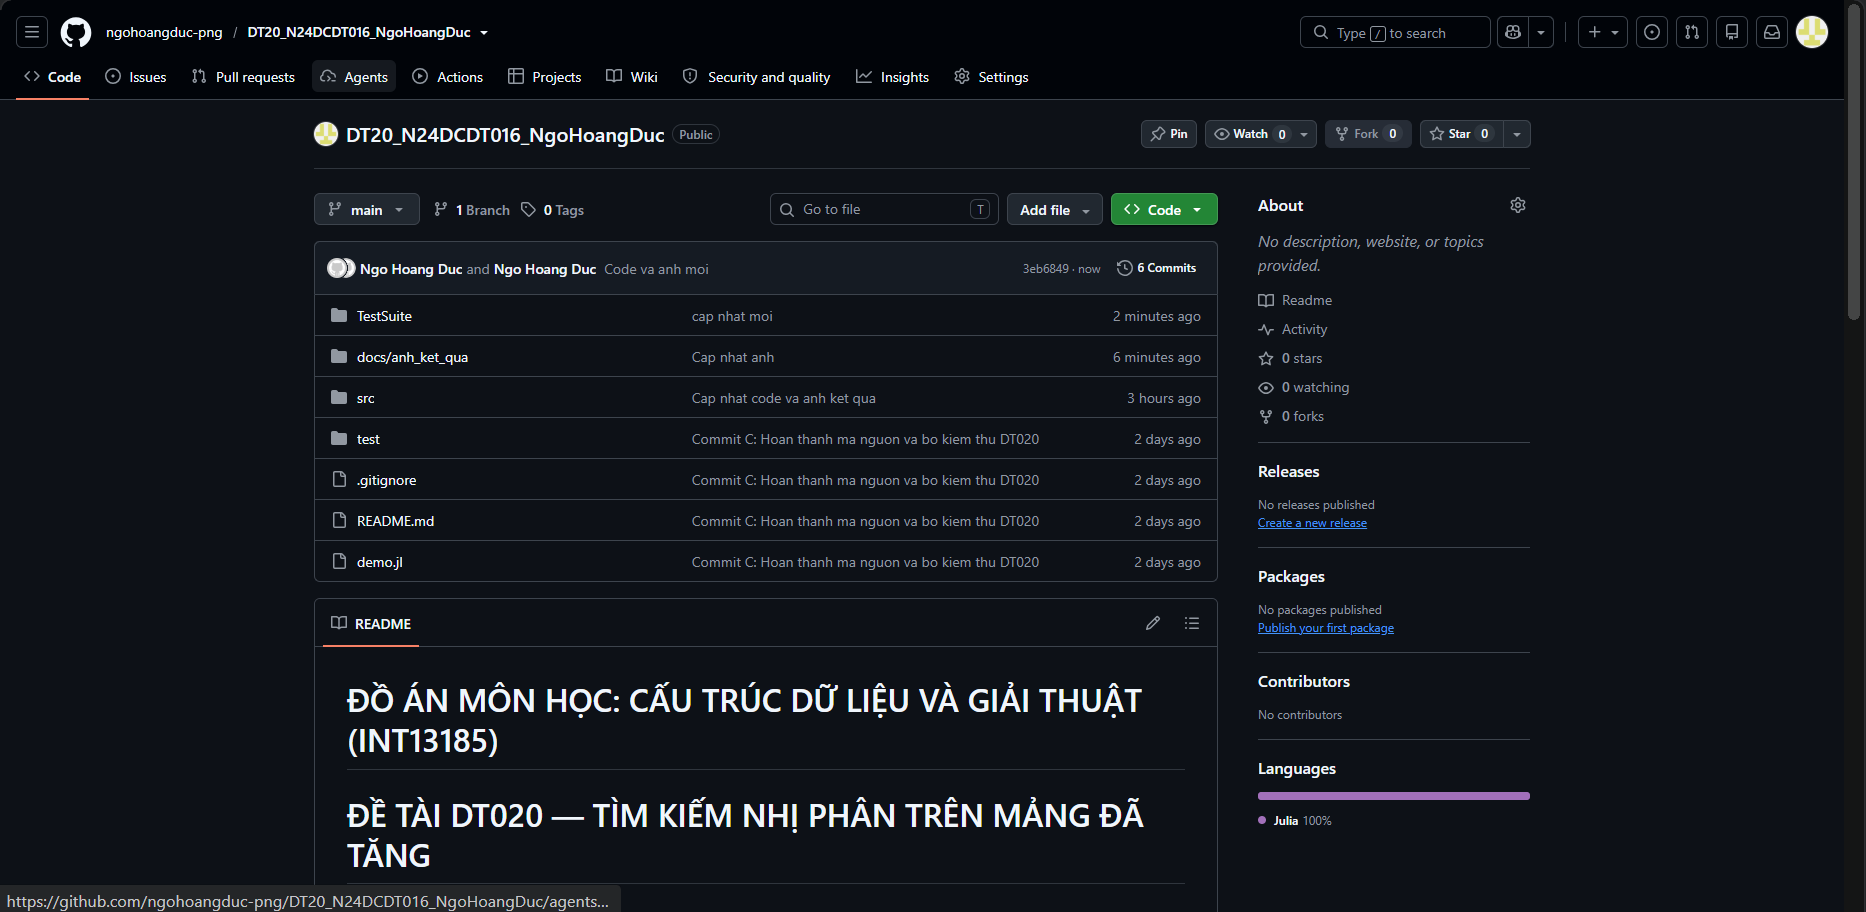 ngohoangduc-png / DT20_N24DCDT016_NgoHoangDuc
Type / to search
Code Issues Pull requests Agents Actions Projects Wiki Security and quality Insights Settings
DT20_N24DCDT016_NgoHoangDuc Public
Pin Watch 0 Fork 0 Star 0
main 1 Branch 0 Tags Go to file T Add file Code
Ngo Hoang Duc and Ngo Hoang Duc Code va anh moi 3eb6849 · now 6 Commits
TestSuite cap nhat moi 2 minutes ago
docs/anh_ket_qua Cap nhat anh 6 minutes ago
src Cap nhat code va anh ket qua 3 hours ago
test Commit C: Hoan thanh ma nguon va bo kiem thu DT020 2 days ago
.gitignore Commit C: Hoan thanh ma nguon va bo kiem thu DT020 2 days ago
README.md Commit C: Hoan thanh ma nguon va bo kiem thu DT020 2 days ago
demo.jl Commit C: Hoan thanh ma nguon va bo kiem thu DT020 2 days ago
README
ĐỒ ÁN MÔN HỌC: CẤU TRÚC DỮ LIỆU VÀ GIẢI THUẬT
(INT13185)
ĐỀ TÀI DT020 — TÌM KIẾM NHỊ PHÂN TRÊN MẢNG ĐÃ
TĂNG
About
No description, website, or topics
provided.
Readme
Activity
0 stars
0 watching
0 forks
Releases
No releases published
Create a new release
Packages
No packages published
Publish your first package
Contributors
No contributors
Languages
Julia 100%
https://github.com/ngohoangduc-png/DT20_N24DCDT016_NgoHoangDuc/agents...